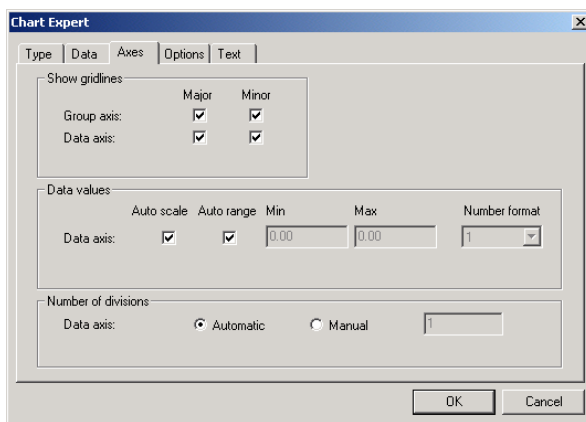 Chart Expert
Type Data Axes Options Text
Show gridlines
Major Minor
Group axis:
Data axis:
Data values
Auto scale Auto range Min Max Number format
Data axis: 0.00 0.00 1
Number of divisions
Data axis: Automatic Manual 1
OK Cancel